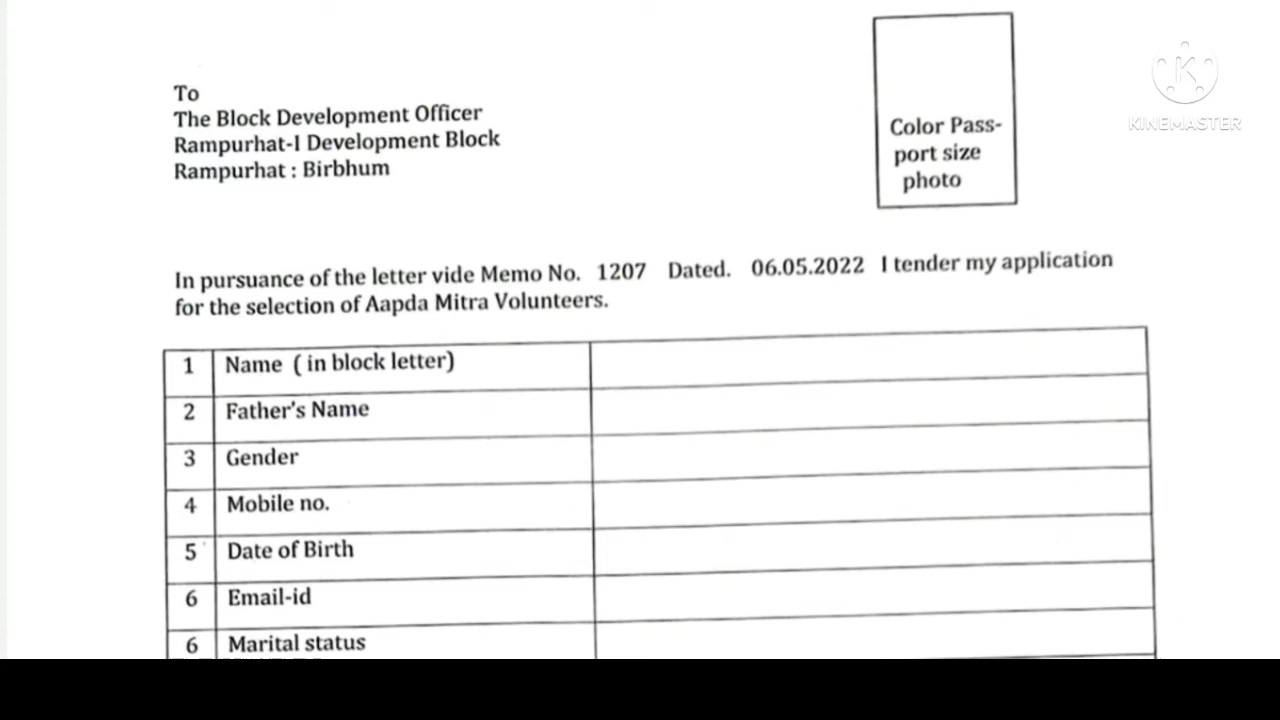 To
The Block Development Officer
Rampurhat-I Development Block
Rampurhat : Birbhum
Color Pass-
port size
photo
KINEMASTER
In pursuance of the letter vide Memo No. 1207 Dated. 06.05.2022 I tender my application
for the selection of Aapda Mitra Volunteers.
1 Name ( in block letter)
2 Father's Name
3 Gender
4 Mobile no.
5 Date of Birth
6 Email-id
6 Marital status